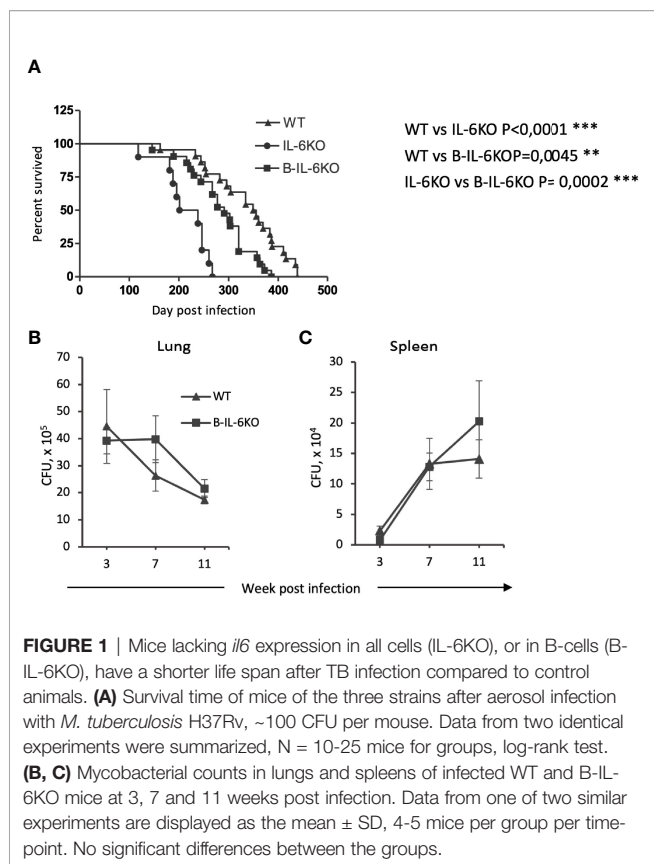 A
125
100
75
50
25
0
Percent survived
0 100 200 300 400 500
Day post infection
WT
IL-6KO
B-IL-6KO
WT vs IL-6KO P<0,0001 ***
WT vs B-IL-6KOP=0,0045 **
IL-6KO vs B-IL-6KO P= 0,0002 ***
B
Lung
70
60
50
40
30
20
10
0
CFU, x 10⁵
3 7 11
WT
B-IL-6KO
C
Spleen
30
25
20
15
10
5
0
CFU, x 10⁴
3 7 11
Week post infection
FIGURE 1 | Mice lacking il6 expression in all cells (IL-6KO), or in B-cells (B-
IL-6KO), have a shorter life span after TB infection compared to control
animals. (A) Survival time of mice of the three strains after aerosol infection
with M. tuberculosis H37Rv, ~100 CFU per mouse. Data from two identical
experiments were summarized, N = 10-25 mice for groups, log-rank test.
(B, C) Mycobacterial counts in lungs and spleens of infected WT and B-IL-
6KO mice at 3, 7 and 11 weeks post infection. Data from one of two similar
experiments are displayed as the mean ± SD, 4-5 mice per group per time-
point. No significant differences between the groups.